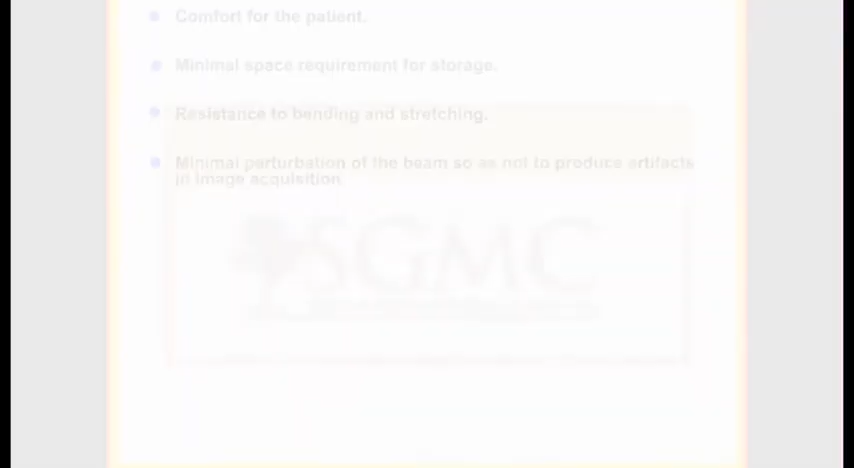 Comfort for the patient.
Minimal space requirement for storage.
Resistance to bending and stretching.
Minimal perturbation of the beam so as not to produce artifacts
in image acquisition
SGMC